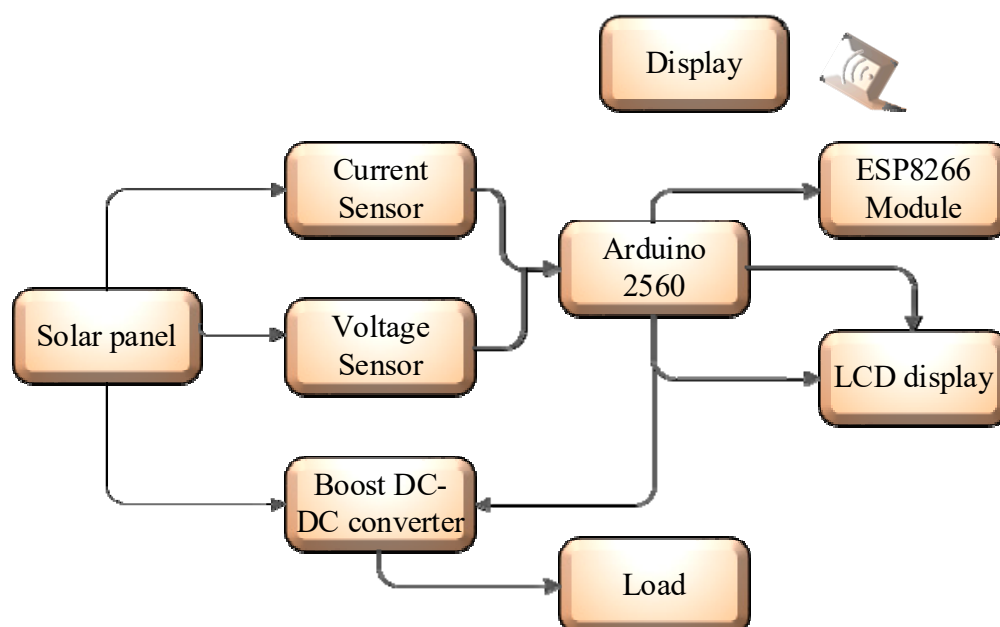 Display
Current
Sensor
ESP8266
Module
Arduino
2560
Solar panel
Voltage
Sensor
LCD display
Boost DC-
DC converter
Load